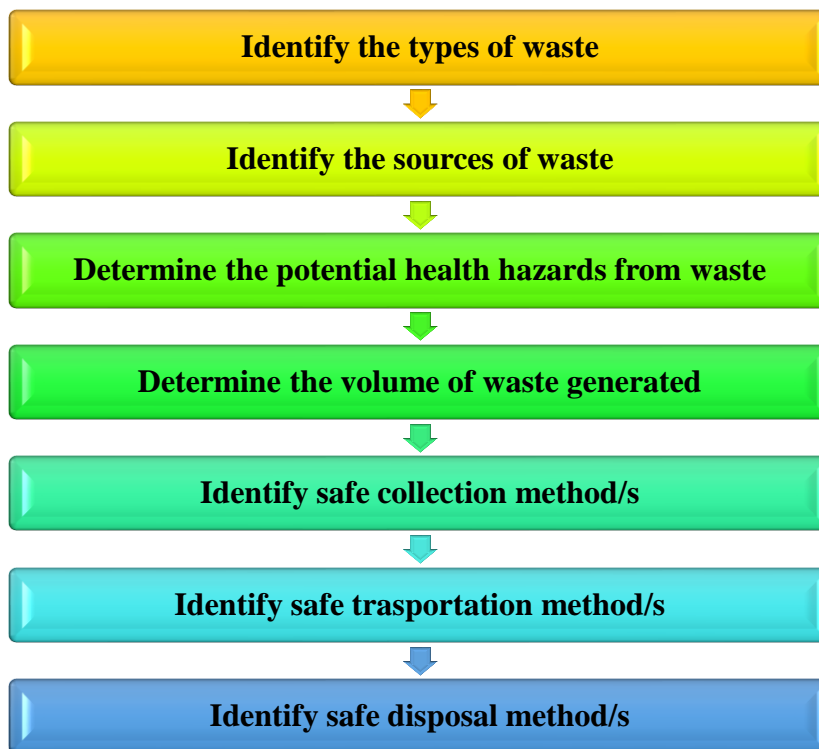 Identify the types of waste
Identify the sources of waste
Determine the potential health hazards from waste
Determine the volume of waste generated
Identify safe collection method/s
Identify safe trasportation method/s
Identify safe disposal method/s